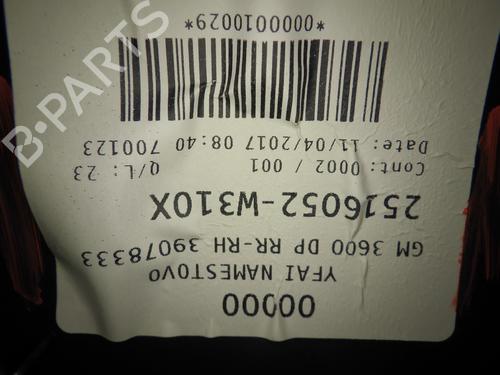 00000
YFAI NAMESTOVO
GM 3600 DP RR-RH 39078333
2516052-W310X
Cont: 0002 / 001 Q/L: 23
Date: 11/04/2017 08:40 700123
*0000010029*
B-PARTS